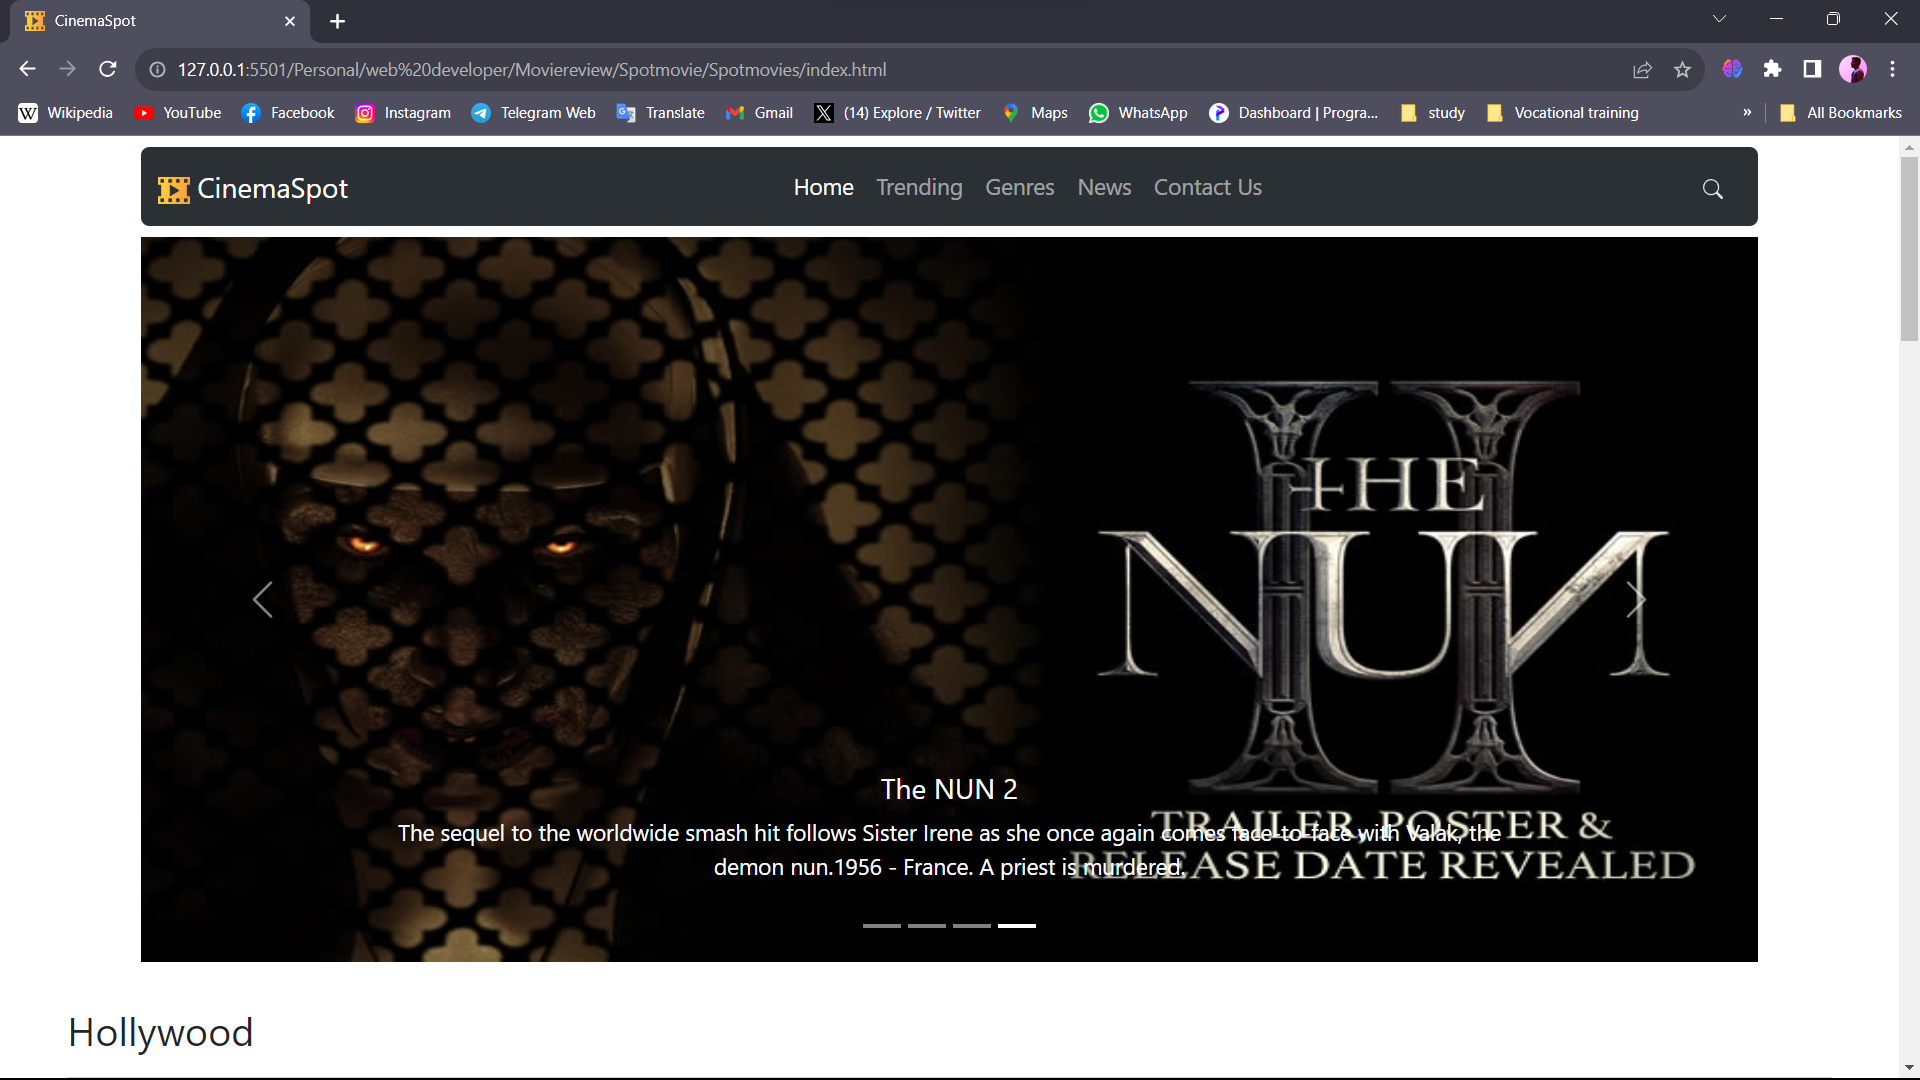 CinemaSpot
127.0.0.1:5501/Personal/web%20developer/Moviereview/Spotmovie/Spotmovies/index.html
Wikipedia YouTube Facebook Instagram Telegram Web Translate Gmail (14) Explore / Twitter Maps WhatsApp Dashboard | Progra... study Vocational training » All Bookmarks
CinemaSpot Home Trending Genres News Contact Us
II
THE
NUN
The NUN 2
TRAILER, POSTER &
The sequel to the worldwide smash hit follows Sister Irene as she once again comes face-to-face with Valak, the
demon nun.1956 - France. A priest is murdered.
RELEASE DATE REVEALED
Hollywood